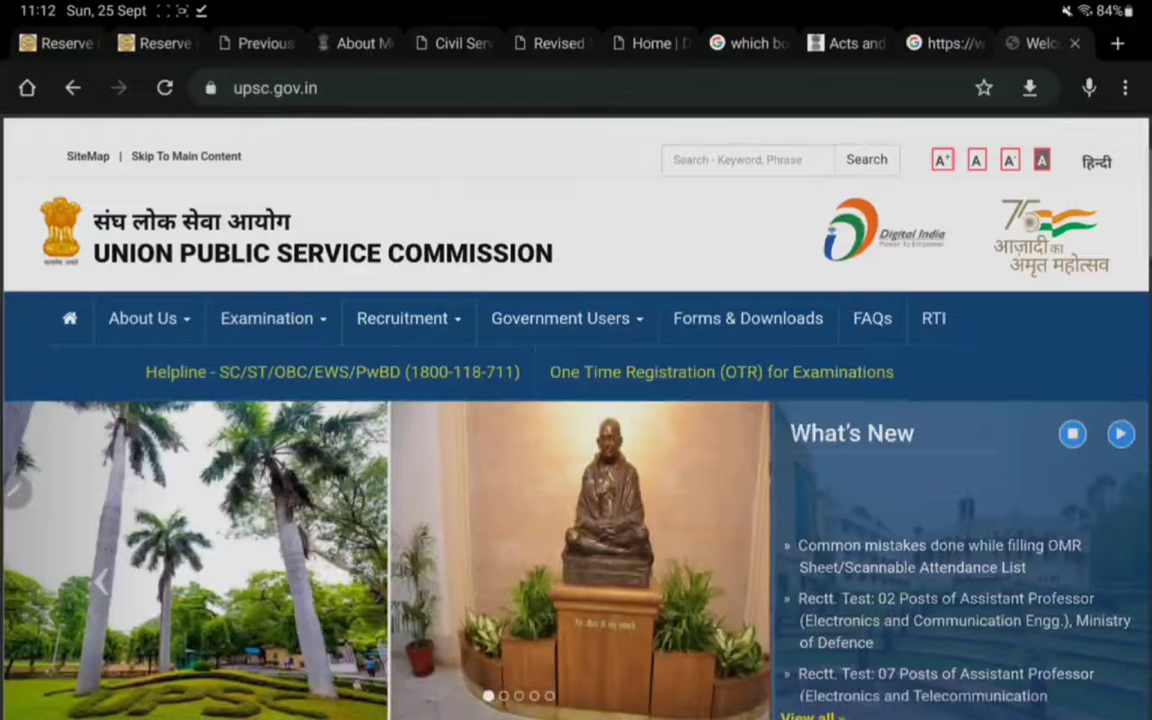 11:12 Sun, 25 Sept 84%
Reserve Reserve Previous About M Civil Ser Revised Home | D which bo Acts and https://w Welc
upsc.gov.in
SiteMap | Skip To Main Content Search - Keyword, Phrase Search A+ A A- A हिन्दी
संघ लोक सेवा आयोग
UNION PUBLIC SERVICE COMMISSION
Digital India
Power To Empower
75
आज़ादी का
अमृत महोत्सव
About Us Examination Recruitment Government Users Forms & Downloads FAQs RTI
Helpline - SC/ST/OBC/EWS/PwBD (1800-118-711) One Time Registration (OTR) for Examinations
What's New
» Common mistakes done while filling OMR
Sheet/Scannable Attendance List
» Rectt. Test: 02 Posts of Assistant Professor
(Electronics and Communication Engg.), Ministry
of Defence
» Rectt. Test: 07 Posts of Assistant Professor
(Electronics and Telecommunication
View all »